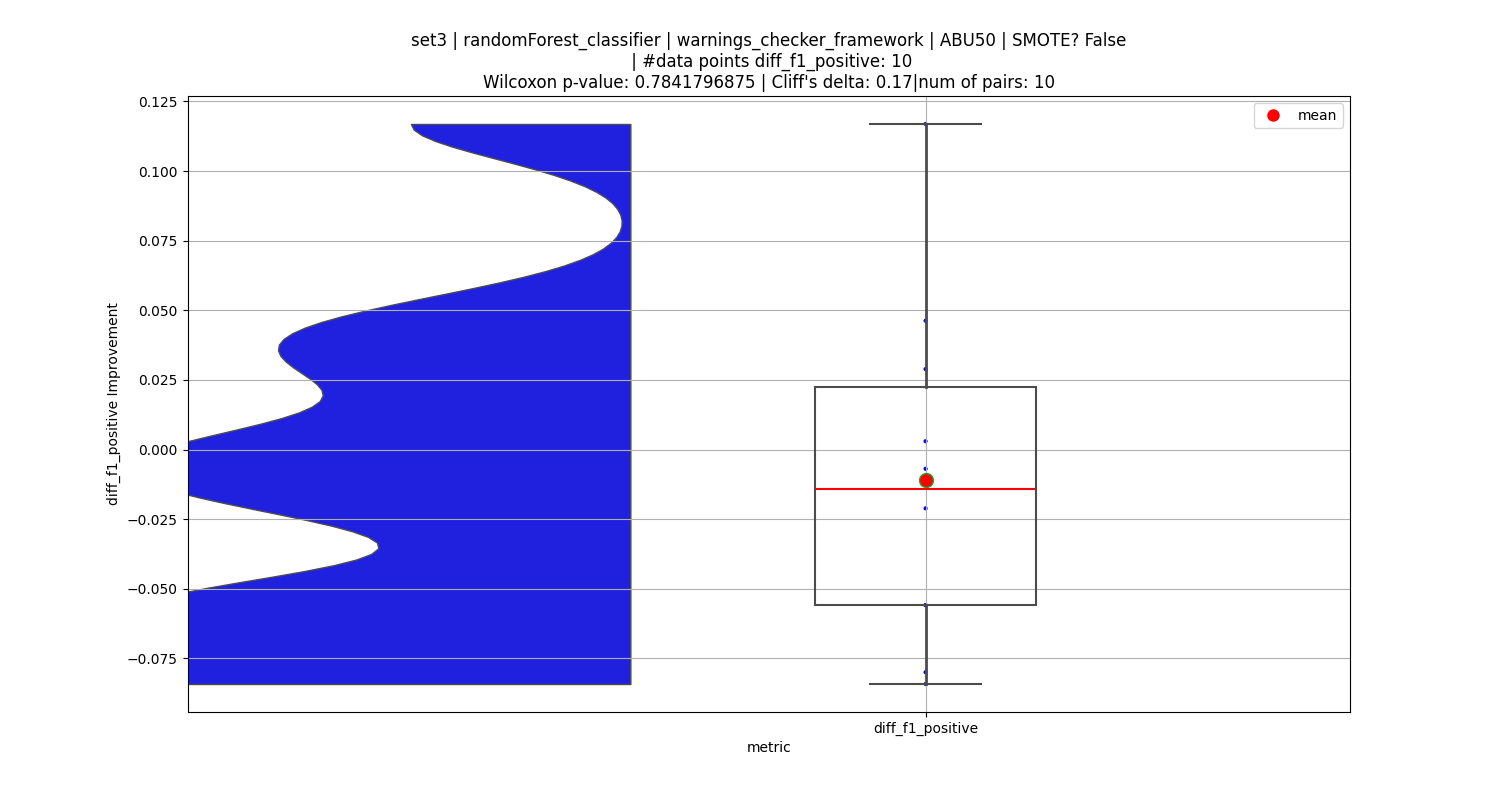 set3 | randomForest_classifier | warnings_checker_framework | ABU50 | SMOTE? False
| #data points diff_f1_positive: 10
Wilcoxon p-value: 0.7841796875 | Cliff's delta: 0.17|num of pairs: 10
mean
0.125
0.100
0.075
0.050
0.025
0.000
−0.025
−0.050
−0.075
diff_f1_positive Improvement
diff_f1_positive
metric